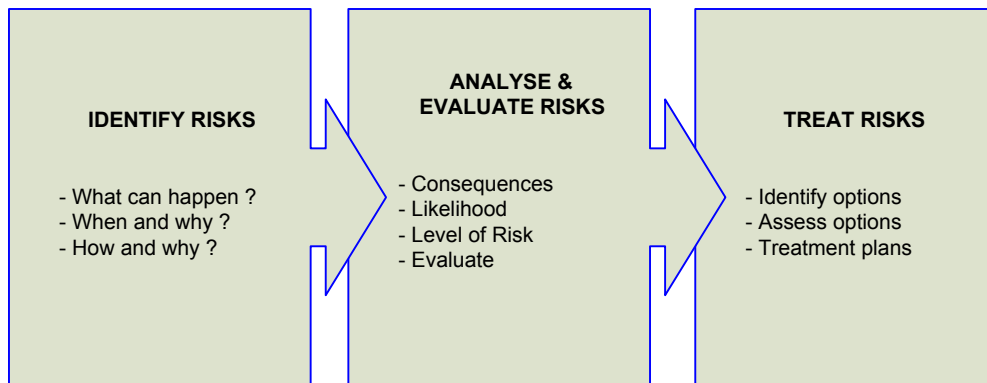 IDENTIFY RISKS
- What can happen ?
- When and why ?
- How and why ?
ANALYSE &
EVALUATE RISKS
- Consequences
- Likelihood
- Level of Risk
- Evaluate
TREAT RISKS
- Identify options
- Assess options
- Treatment plans